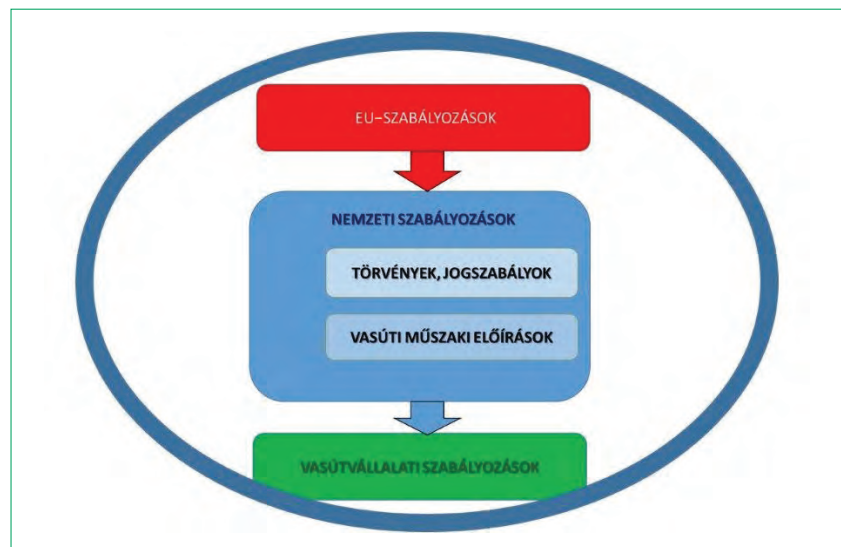 EU–SZABÁLYOZÁSOK
NEMZETI SZABÁLYOZÁSOK
TÖRVÉNYEK, JOGSZABÁLYOK
VASÚTI MŰSZAKI ELŐÍRÁSOK
VASÚTVÁLLALATI SZABÁLYOZÁSOK